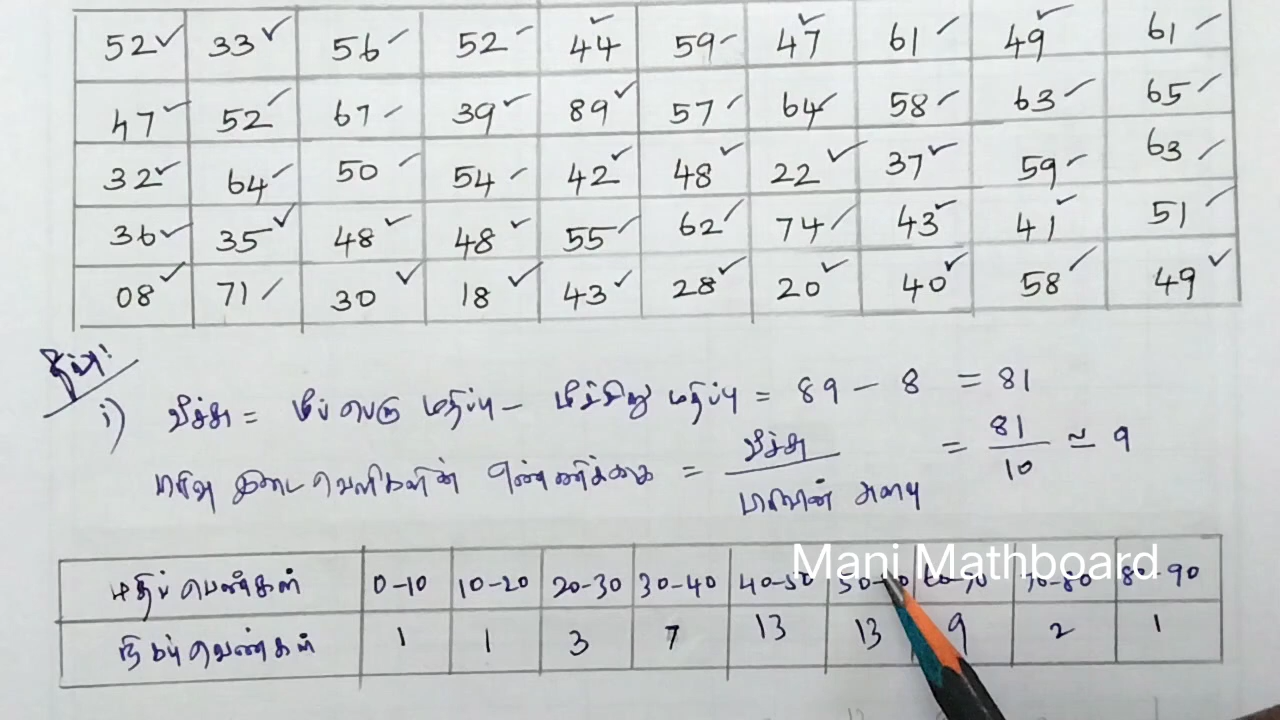 52 33 56 52 44 59 47 61 49 61
47 52 67 39 89 57 64 58 63 65
32 64 50 54 42 48 22 37 59 63
36 35 48 48 55 62 74 43 41 51
08 71 30 18 43 28 20 40 58 49
தீர்வு:
i) வீச்சு = மீப்பெரு மதிப்பு - மீச்சிறு மதிப்பு = 89 - 8 = 81
பிரிவு இடைவெளிகளின் எண்ணிக்கை = வீச்சு / பிரிவின் அளவு = 81/10 ≃ 9
Mani Mathboard
மதிப்பெண்கள் 0-10 10-20 20-30 30-40 40-50 50-60 60-70 70-80 80-90
1 1 3 7 13 13 9 2 1